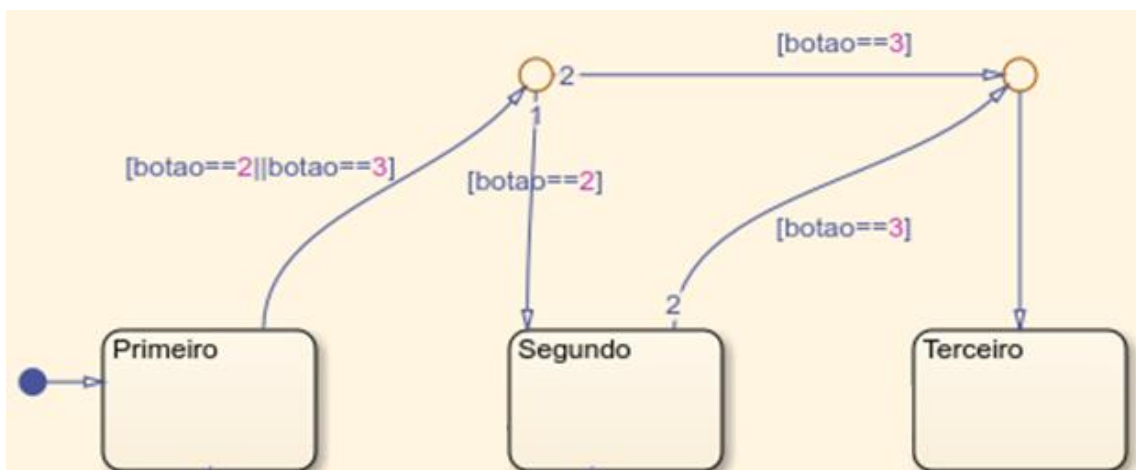 [botao==3]
2
1
[botao==2||botao==3]
[botao==2]
[botao==3]
2
Primeiro
Segundo
Terceiro